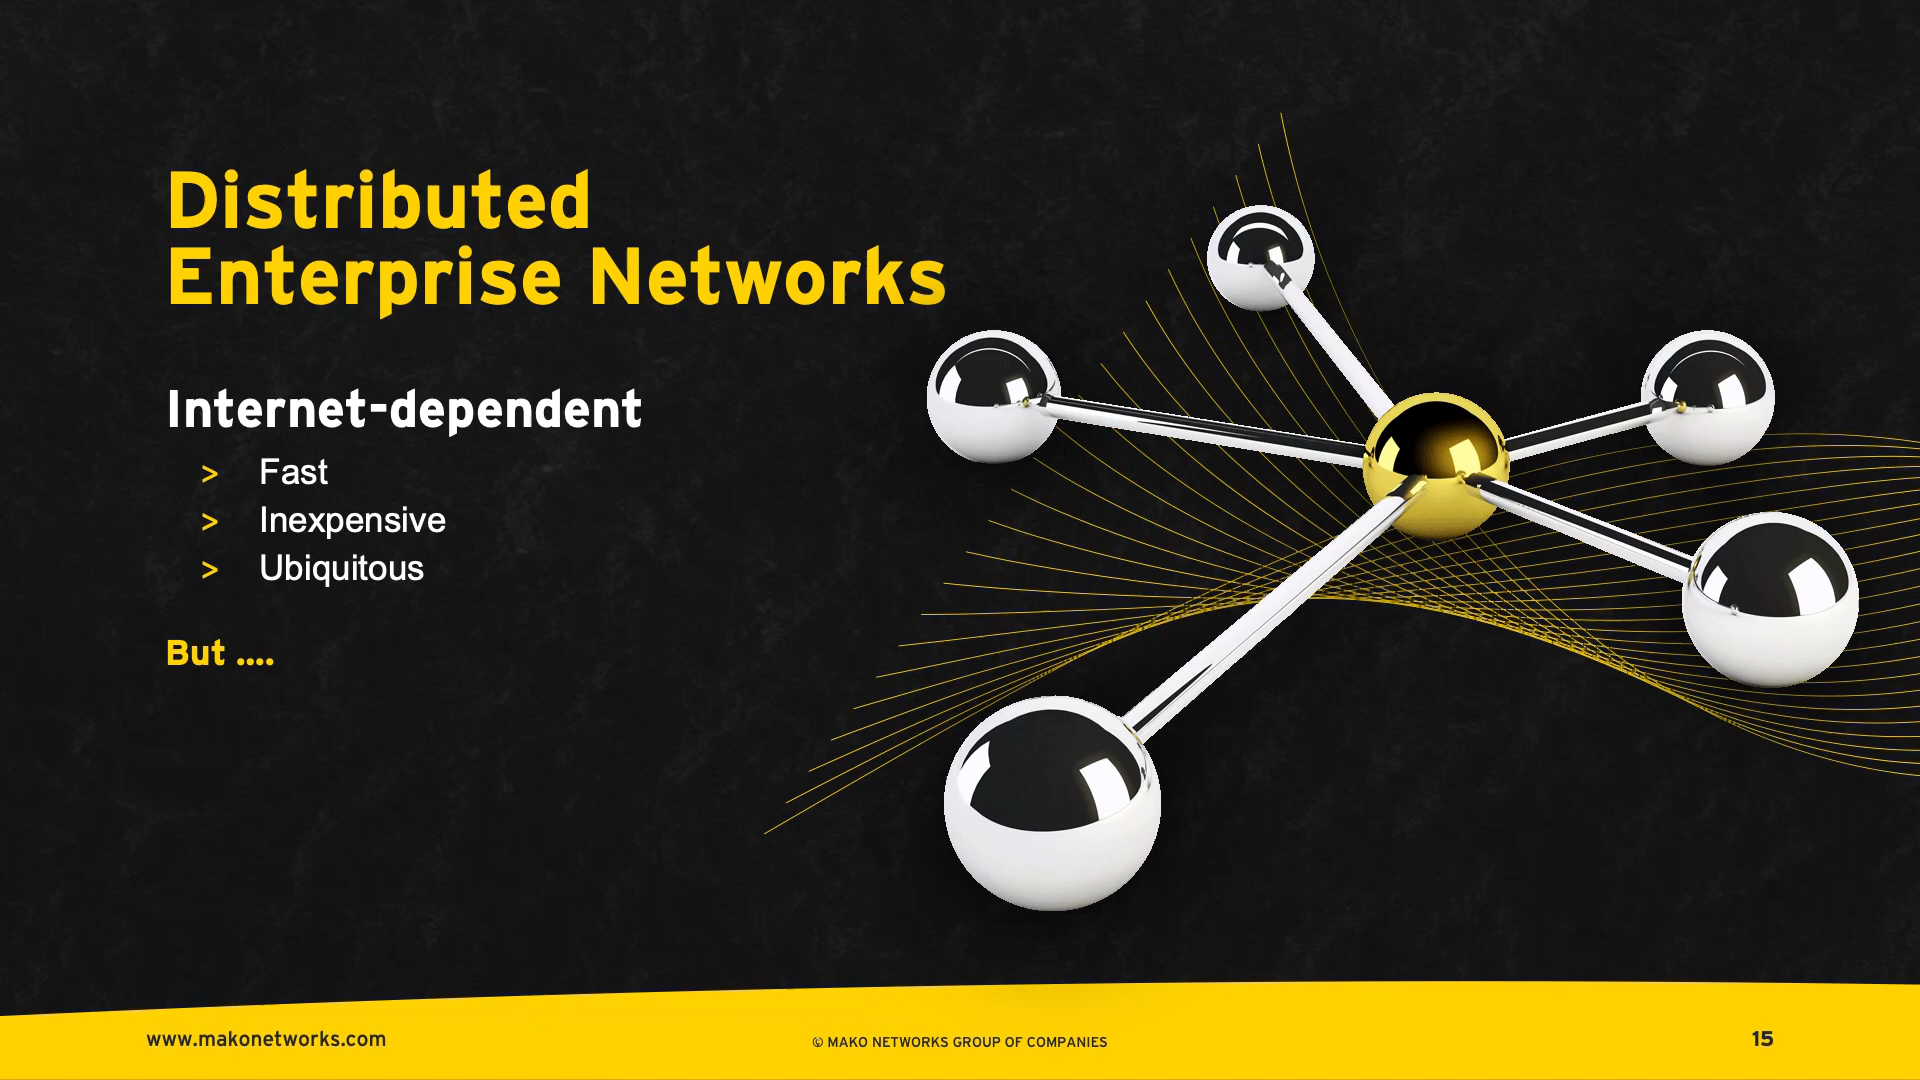 Distributed
Enterprise Networks
Internet-dependent
> Fast
> Inexpensive
> Ubiquitous
But ....
www.makonetworks.com
© MAKO NETWORKS GROUP OF COMPANIES
15